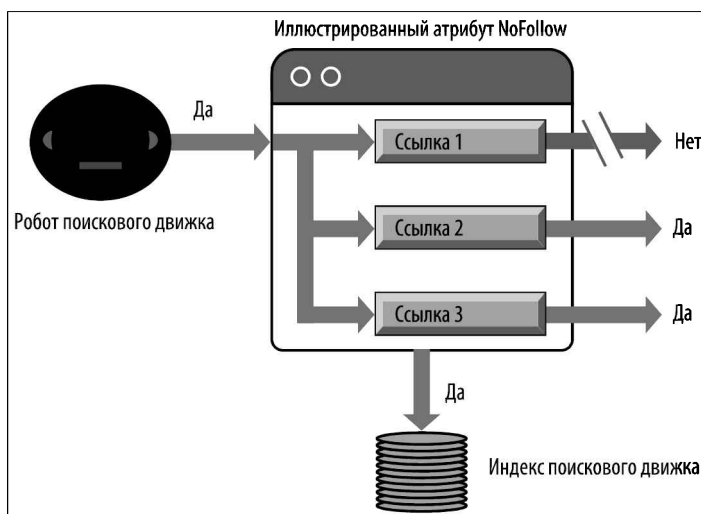 Иллюстрированный атрибут NoFollow
Да
Ссылка 1
Нет
Робот поискового движка
Ссылка 2
Да
Ссылка 3
Да
Да
Индекс поискового движка